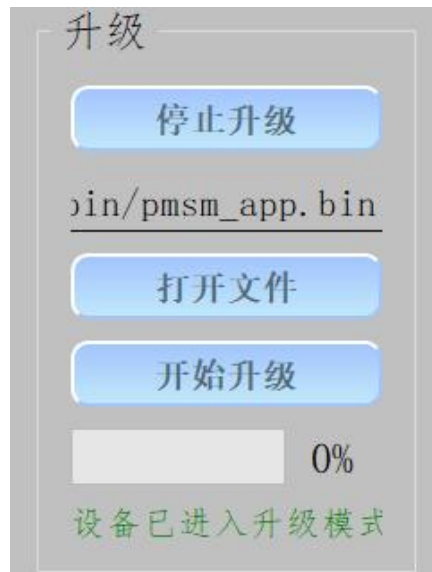 升级
停止升级
bin/pmsm_app.bin
打开文件
开始升级
0%
设备已进入升级模式